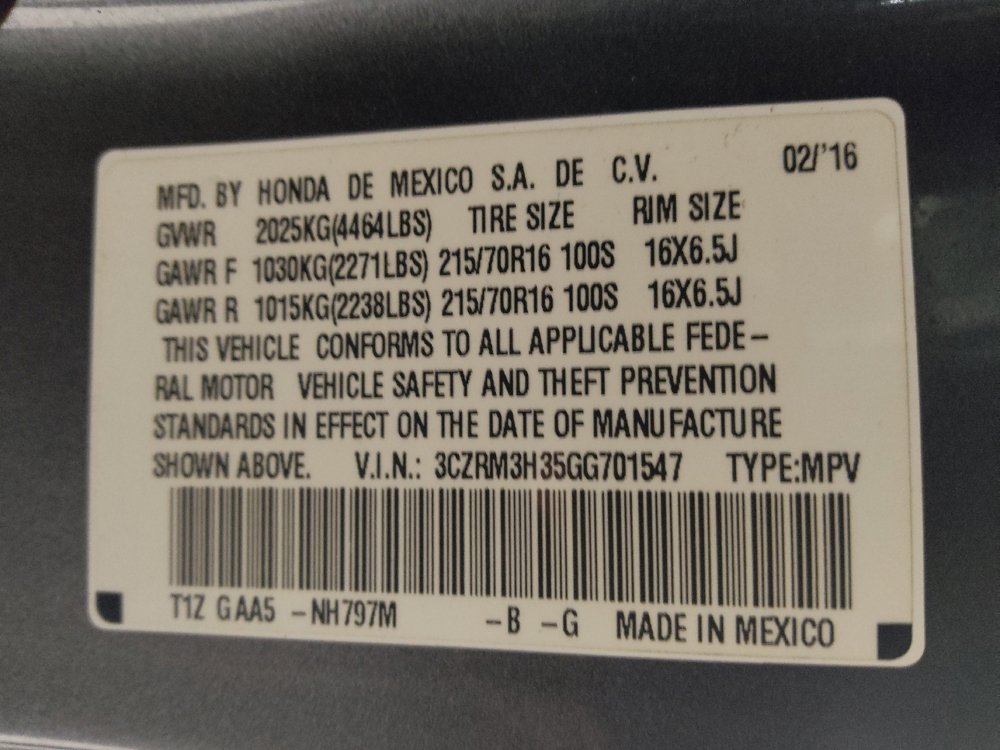 02/'16
MFD. BY HONDA DE MEXICO S.A. DE C.V.
GVWR 2025KG(4464LBS) TIRE SIZE RIM SIZE
GAWR F 1030KG(2271LBS) 215/70R16 100S 16X6.5J
GAWR R 1015KG(2238LBS) 215/70R16 100S 16X6.5J
THIS VEHICLE CONFORMS TO ALL APPLICABLE FEDE-
RAL MOTOR VEHICLE SAFETY AND THEFT PREVENTION
STANDARDS IN EFFECT ON THE DATE OF MANUFACTURE
SHOWN ABOVE. V.I.N.: 3CZRM3H35GG701547 TYPE:MPV
T1Z GAA5 -NH797M -B -G MADE IN MEXICO